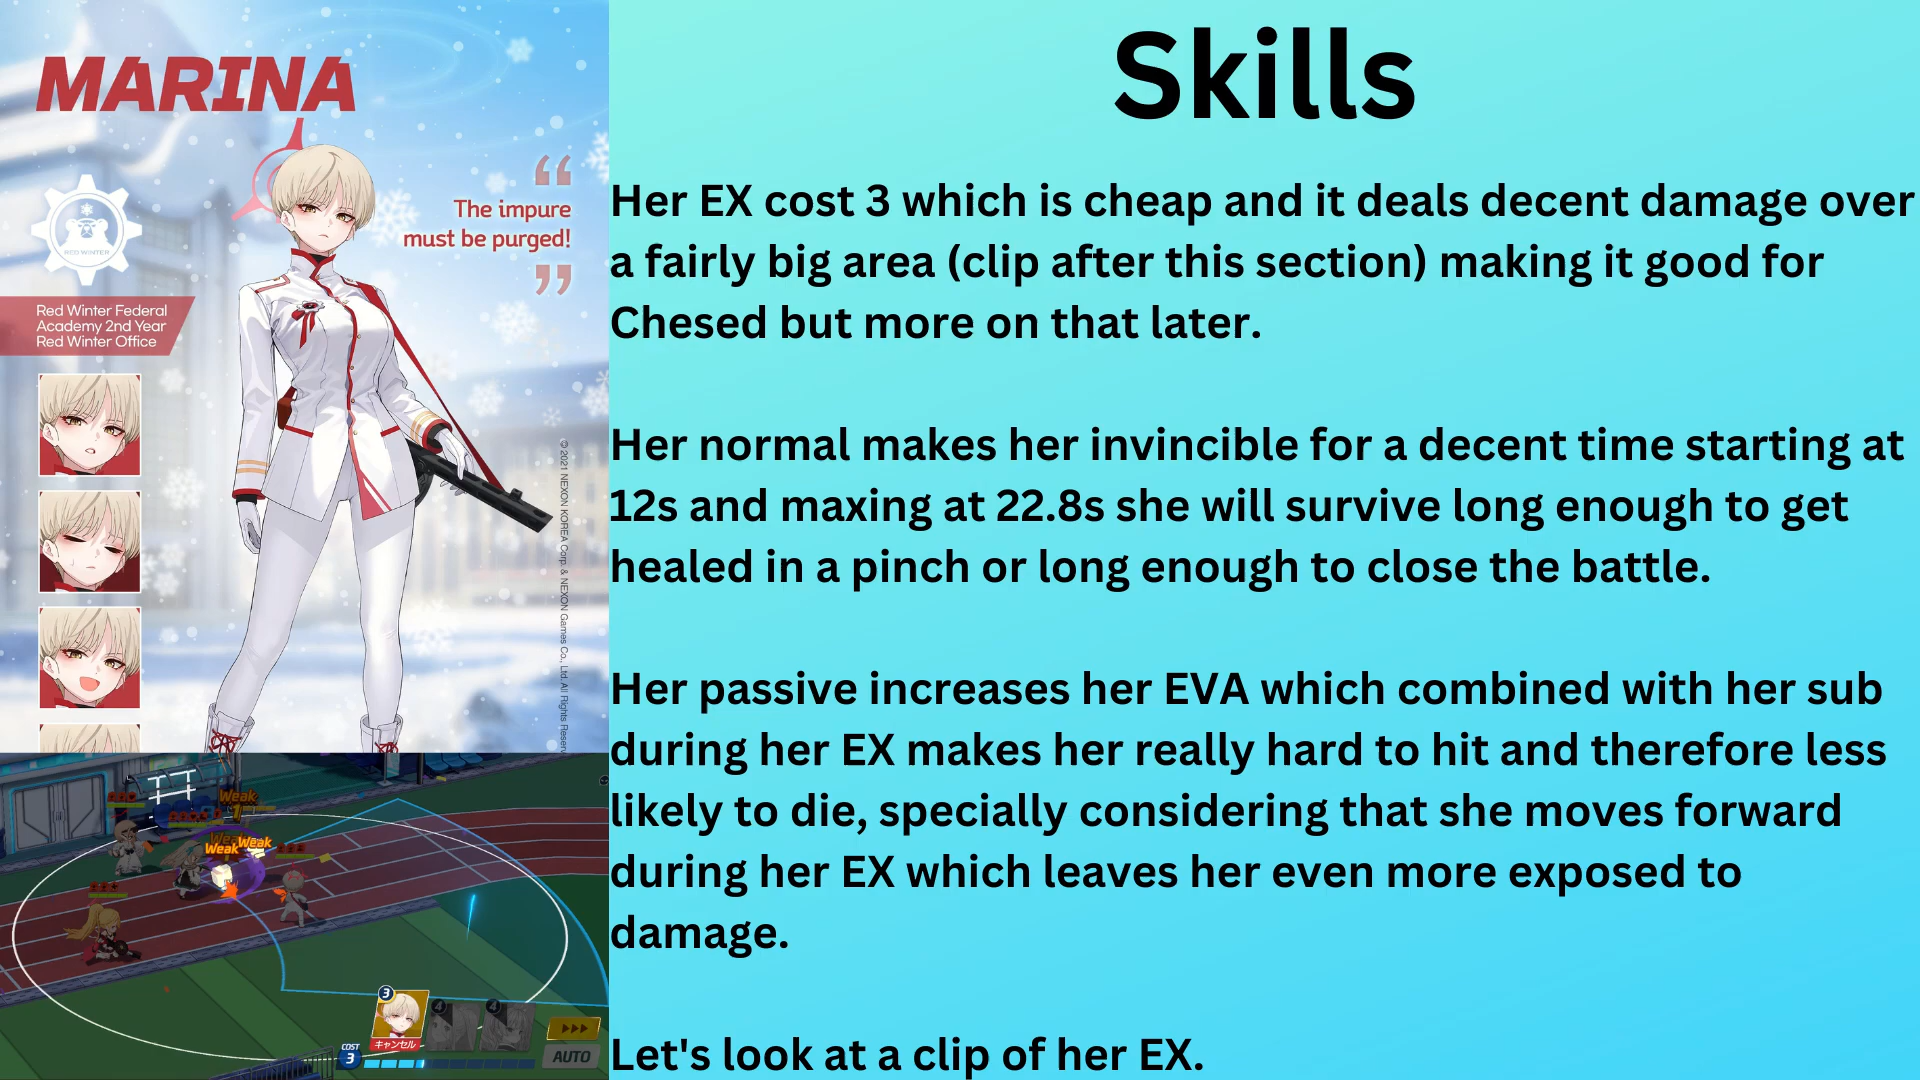 MARINA
RED WINTER
“
The impure
must be purged!
”
Red Winter Federal
Academy 2nd Year
Red Winter Office
© 2021 NEXON KOREA Corp. & NEXON Games Co., Ltd. All Rights Reserv
Weak
1
Weak
Weak
Weak
3
4
4
キャンセル
COST
3
AUTO
Skills
Her EX cost 3 which is cheap and it deals decent damage over
a fairly big area (clip after this section) making it good for
Chesed but more on that later.
Her normal makes her invincible for a decent time starting at
12s and maxing at 22.8s she will survive long enough to get
healed in a pinch or long enough to close the battle.
Her passive increases her EVA which combined with her sub
during her EX makes her really hard to hit and therefore less
likely to die, specially considering that she moves forward
during her EX which leaves her even more exposed to
damage.
Let's look at a clip of her EX.